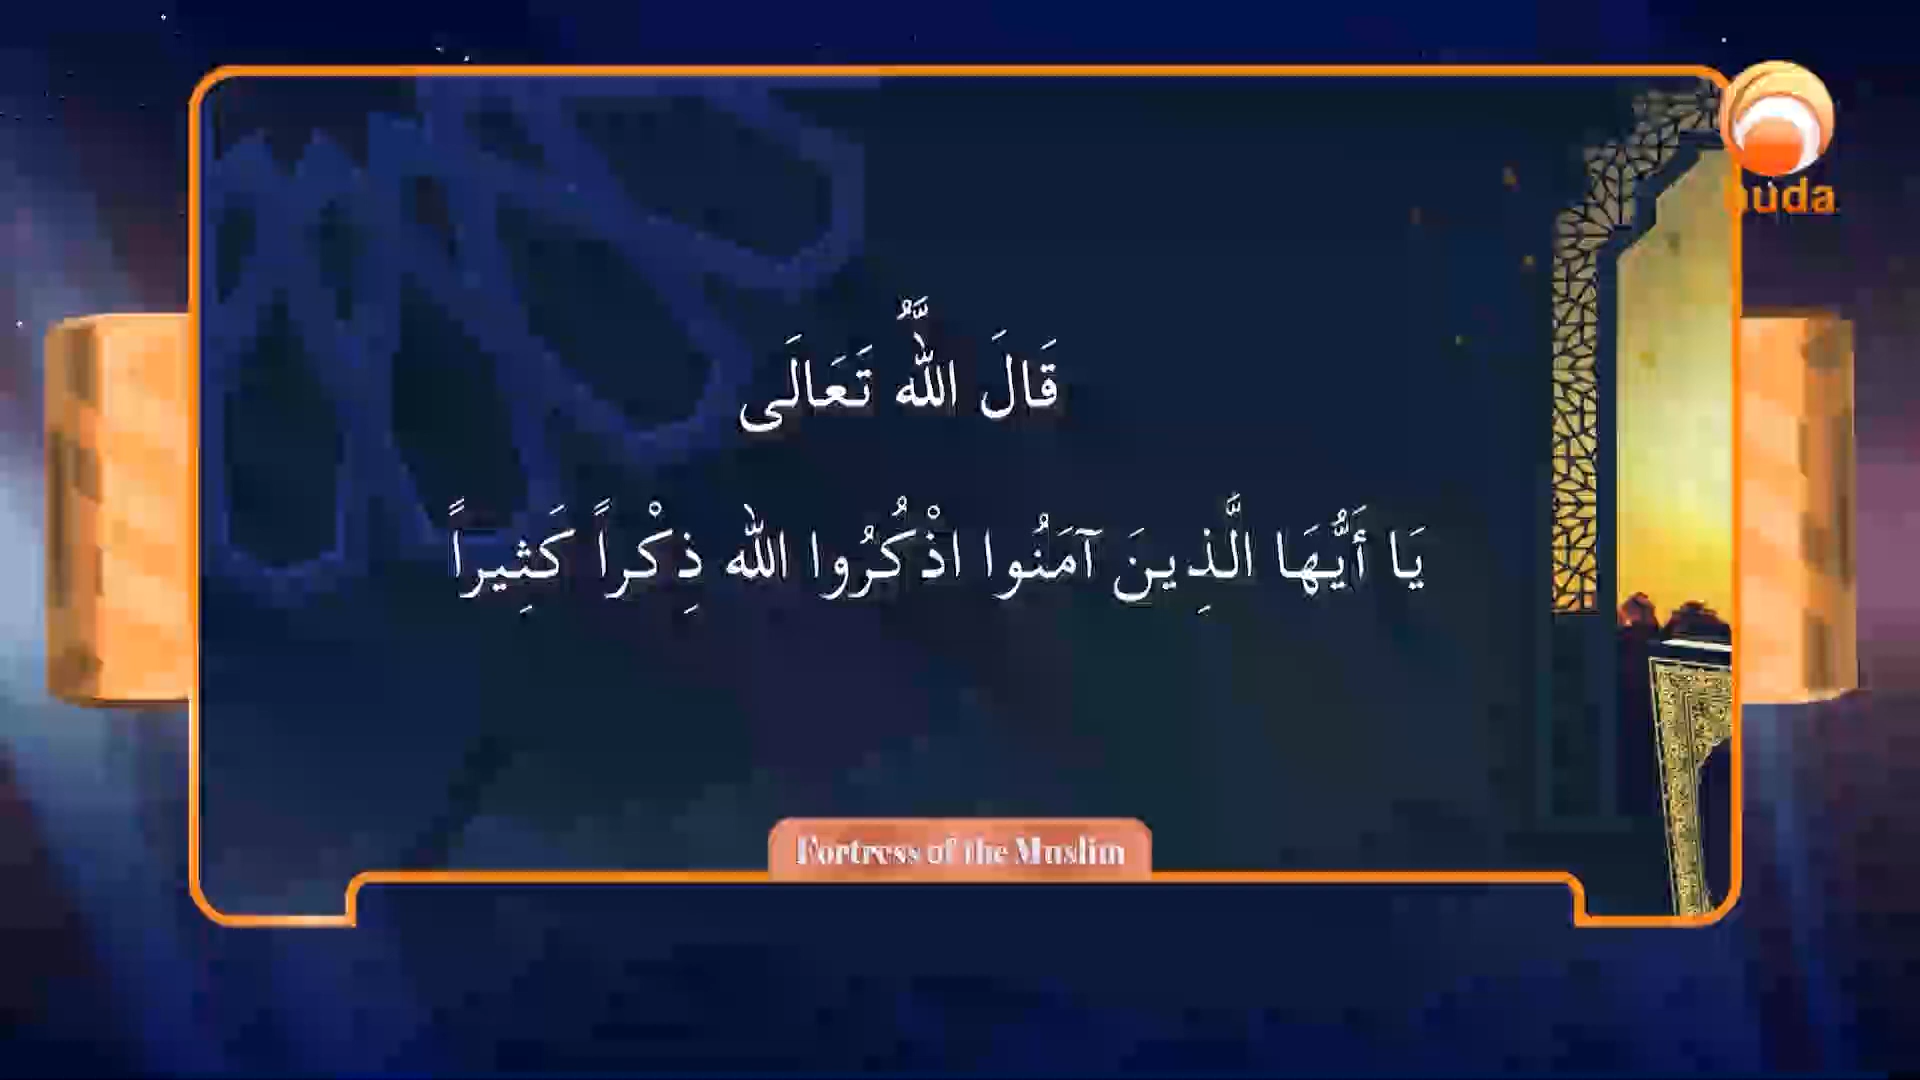 huda
قَالَ اللَّهُ تَعَالَى
يَا أَيُّهَا الَّذِينَ آمَنُوا اذْكُرُوا الله ذِكْراً كَثِيراً
Fortress of the Muslim